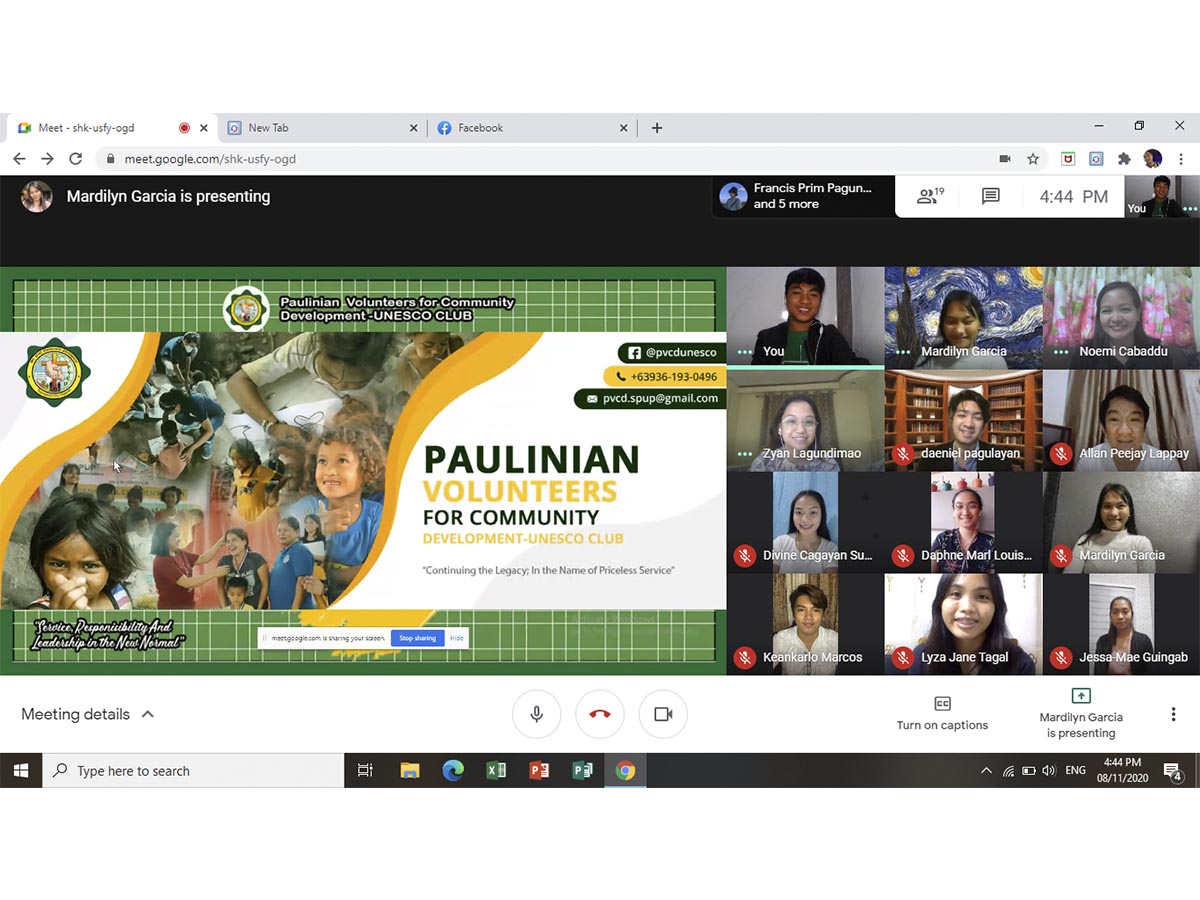 Meet - shk-usfy-ogd
New Tab
Facebook
meet.google.com/shk-usfy-ogd
Mardilyn Garcia is presenting
Francis Prim Pagun...
and 5 more
19
4:44 PM
You
Paulinian Volunteers for Community
Development-UNESCO CLUB
@pvcdunesco
+63936-193-0496
pvcd.spup@gmail.com
PAULINIAN
VOLUNTEERS
FOR COMMUNITY
DEVELOPMENT-UNESCO CLUB
"Continuing the Legacy; In the Name of Priceless Service"
"Service, Responisibility And
Leadership in the New Normal"
meet.google.com is sharing your screen.
Stop sharing
Hide
You
Mardilyn Garcia
Noemi Cabaddu
Zyan Lagundimao
daeniel pagulayan
Allan Peejay Lappay
Divine Cagayan Su...
Daphne Marl Louis...
Mardilyn Garcia
Keankarlo Marcos
Lyza Jane Tagal
Jessa-Mae Guingab
Meeting details
Turn on captions
Mardilyn Garcia
is presenting
Type here to search
ENG
4:44 PM
08/11/2020
4